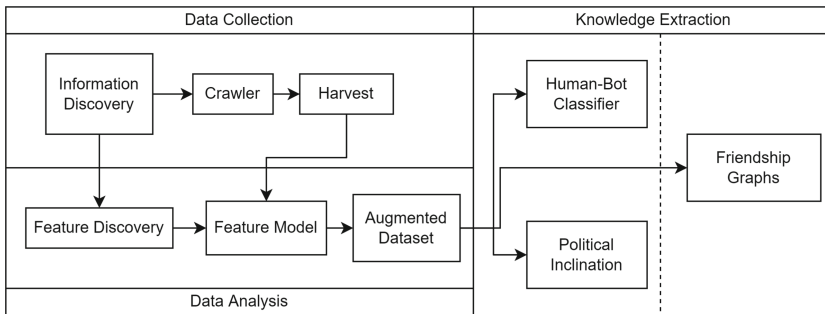 Data Collection
Knowledge Extraction
Information
Discovery
Crawler
Harvest
Human-Bot
Classifier
Friendship
Graphs
Feature Discovery
Feature Model
Augmented
Dataset
Political
Inclination
Data Analysis